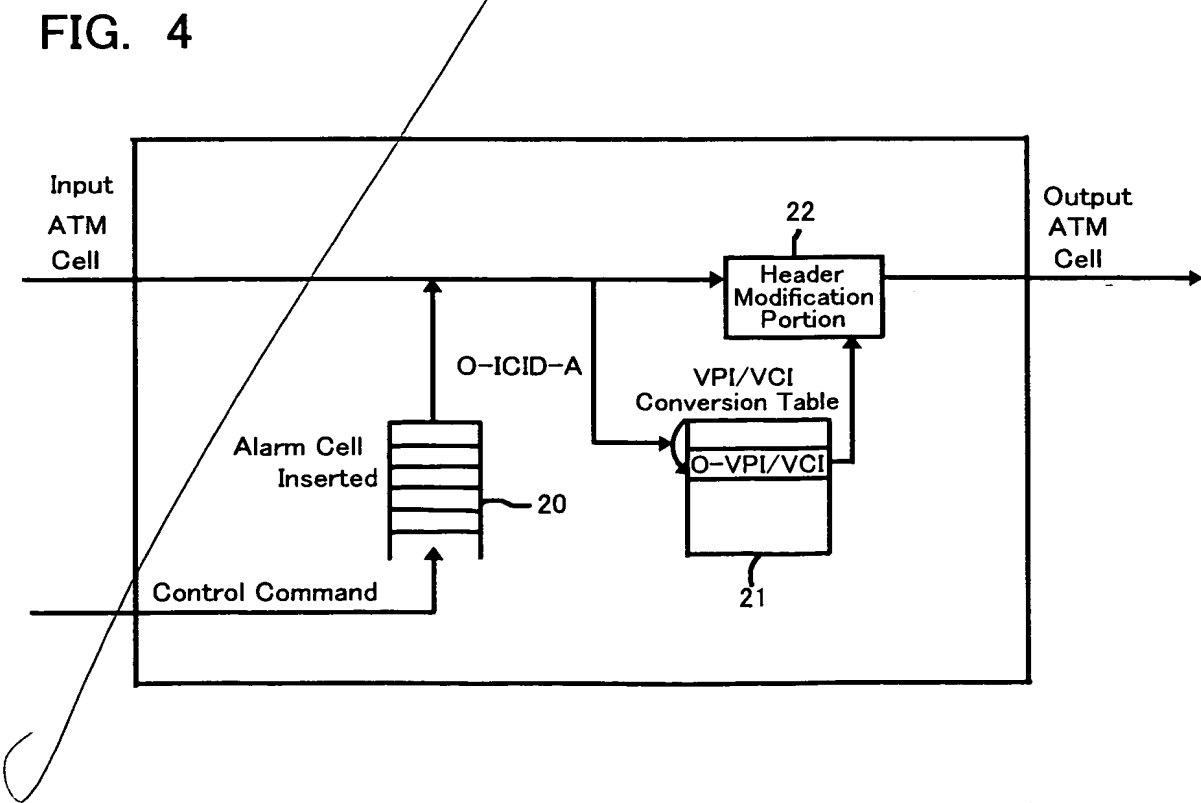 FIG. 4
Input
ATM
Cell
22
Output
ATM
Cell
Header
Modification
Portion
O-ICID-A
VPI/VCI
Conversion Table
Alarm Cell
Inserted
O-VPI/VCI
20
21
Control Command